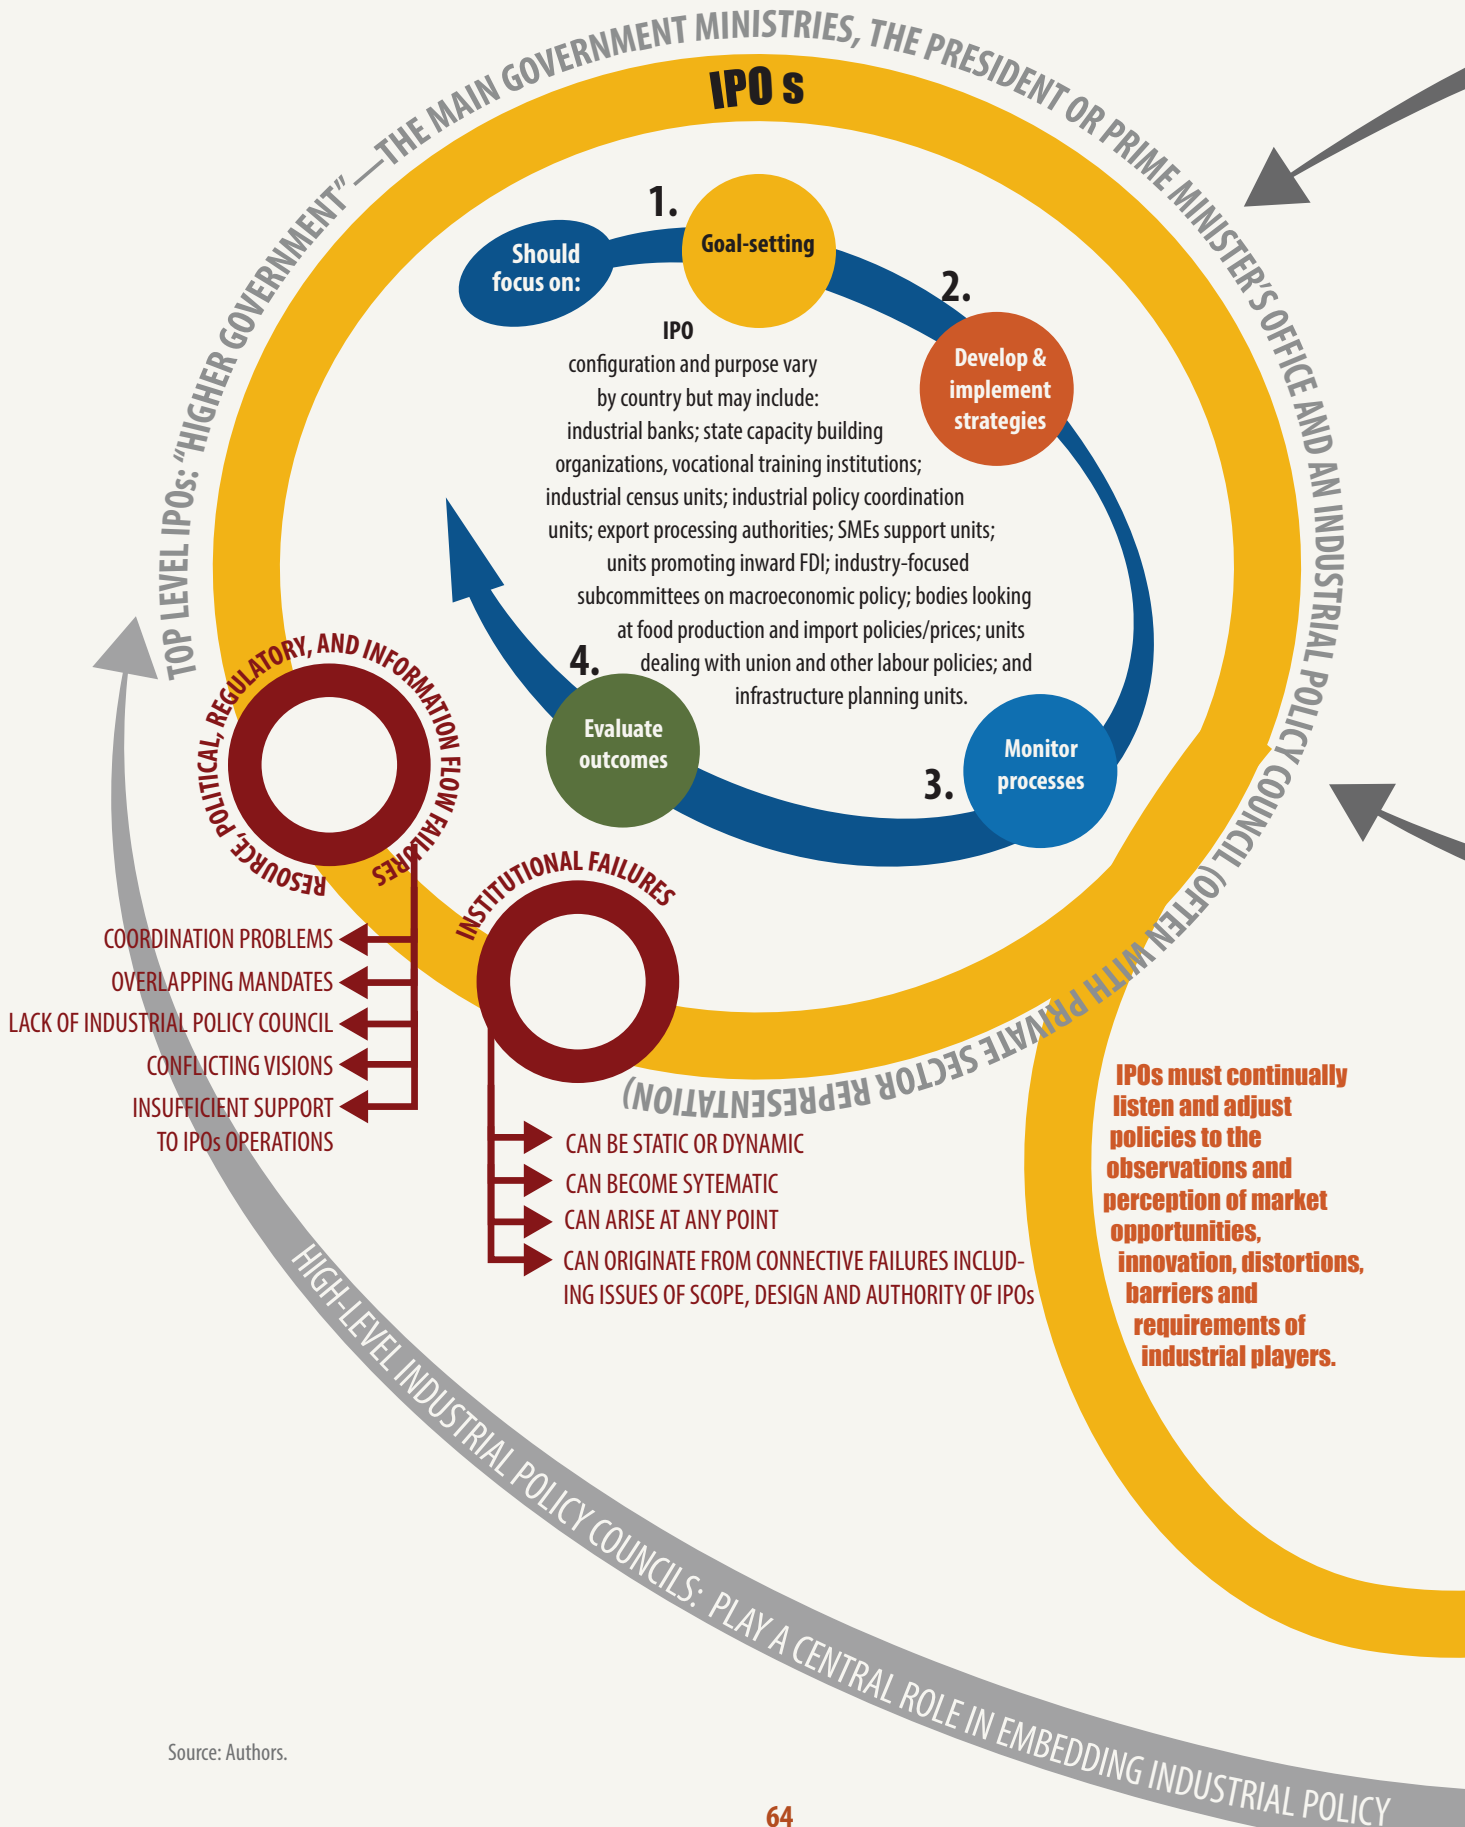 TOP LEVEL IPOs: “HIGHER GOVERNMENT”—THE MAIN GOVERNMENT MINISTRIES, THE PRESIDENT OR PRIME MINISTER'S OFFICE AND AN INDUSTRIAL POLICY COUNCIL (OFTEN WITH PRIVATE SECTOR REPRESENTATION)
IPO s
Should
focus on:
1.
Goal-setting
2.
Develop &
implement
strategies
IPO
configuration and purpose vary
by country but may include:
industrial banks; state capacity building
organizations, vocational training institutions;
industrial census units; industrial policy coordination
units; export processing authorities; SMEs support units;
units promoting inward FDI; industry-focused
subcommittees on macroeconomic policy; bodies looking
at food production and import policies/prices; units
dealing with union and other labour policies; and
infrastructure planning units.
3.
Monitor
processes
4.
Evaluate
outcomes
RESOURCE, POLITICAL, REGULATORY, AND INFORMATION FLOW FAILURES
COORDINATION PROBLEMS
OVERLAPPING MANDATES
LACK OF INDUSTRIAL POLICY COUNCIL
CONFLICTING VISIONS
INSUFFICIENT SUPPORT
TO IPOs OPERATIONS
INSTITUTIONAL FAILURES
CAN BE STATIC OR DYNAMIC
CAN BECOME SYTEMATIC
CAN ARISE AT ANY POINT
CAN ORIGINATE FROM CONNECTIVE FAILURES INCLUD-
ING ISSUES OF SCOPE, DESIGN AND AUTHORITY OF IPOs
IPOs must continually
listen and adjust
policies to the
observations and
perception of market
opportunities,
innovation, distortions,
barriers and
requirements of
industrial players.
HIGH-LEVEL INDUSTRIAL POLICY COUNCILS: PLAY A CENTRAL ROLE IN EMBEDDING INDUSTRIAL POLICY
Source: Authors.
64